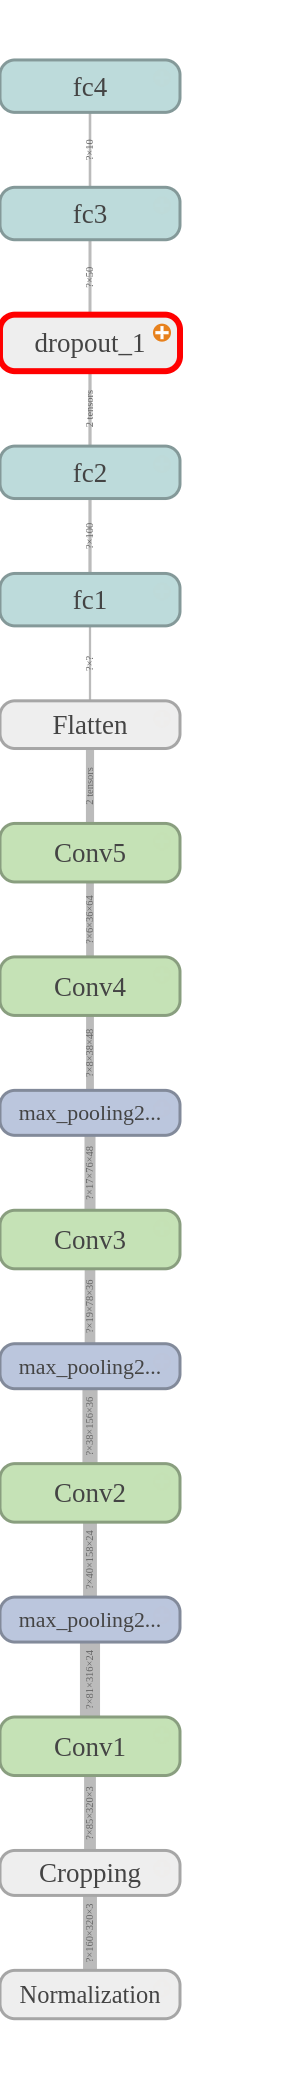 fc4
?×10
fc3
?×50
dropout_1
2 tensors
fc2
?×100
fc1
?×?
Flatten
2 tensors
Conv5
?×6×36×64
Conv4
?×8×38×48
max_pooling2...
?×17×76×48
Conv3
?×19×78×36
max_pooling2...
?×38×156×36
Conv2
?×40×158×24
max_pooling2...
?×81×316×24
Conv1
?×85×320×3
Cropping
?×160×320×3
Normalization